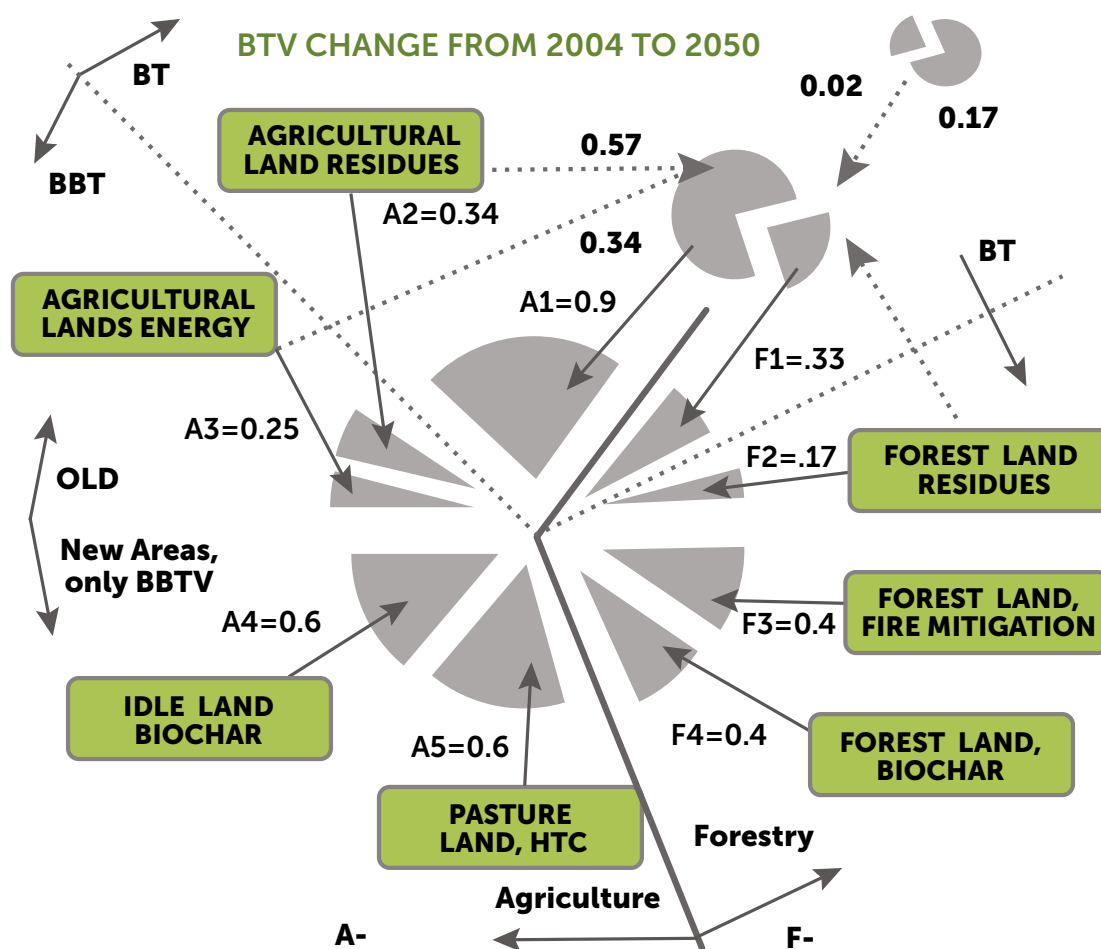 BTV CHANGE FROM 2004 TO 2050
BT
BBT
0.02
0.17
AGRICULTURAL
LAND RESIDUES
0.57
A2=0.34
0.34
BT
AGRICULTURAL
LANDS ENERGY
A1=0.9
F1=.33
A3=0.25
F2=.17
FOREST LAND
RESIDUES
OLD
New Areas,
only BBTV
A4=0.6
F3=0.4
FOREST LAND,
FIRE MITIGATION
IDLE LAND
BIOCHAR
A5=0.6
F4=0.4
FOREST LAND,
BIOCHAR
PASTURE
LAND, HTC
Forestry
Agriculture
A-
F-